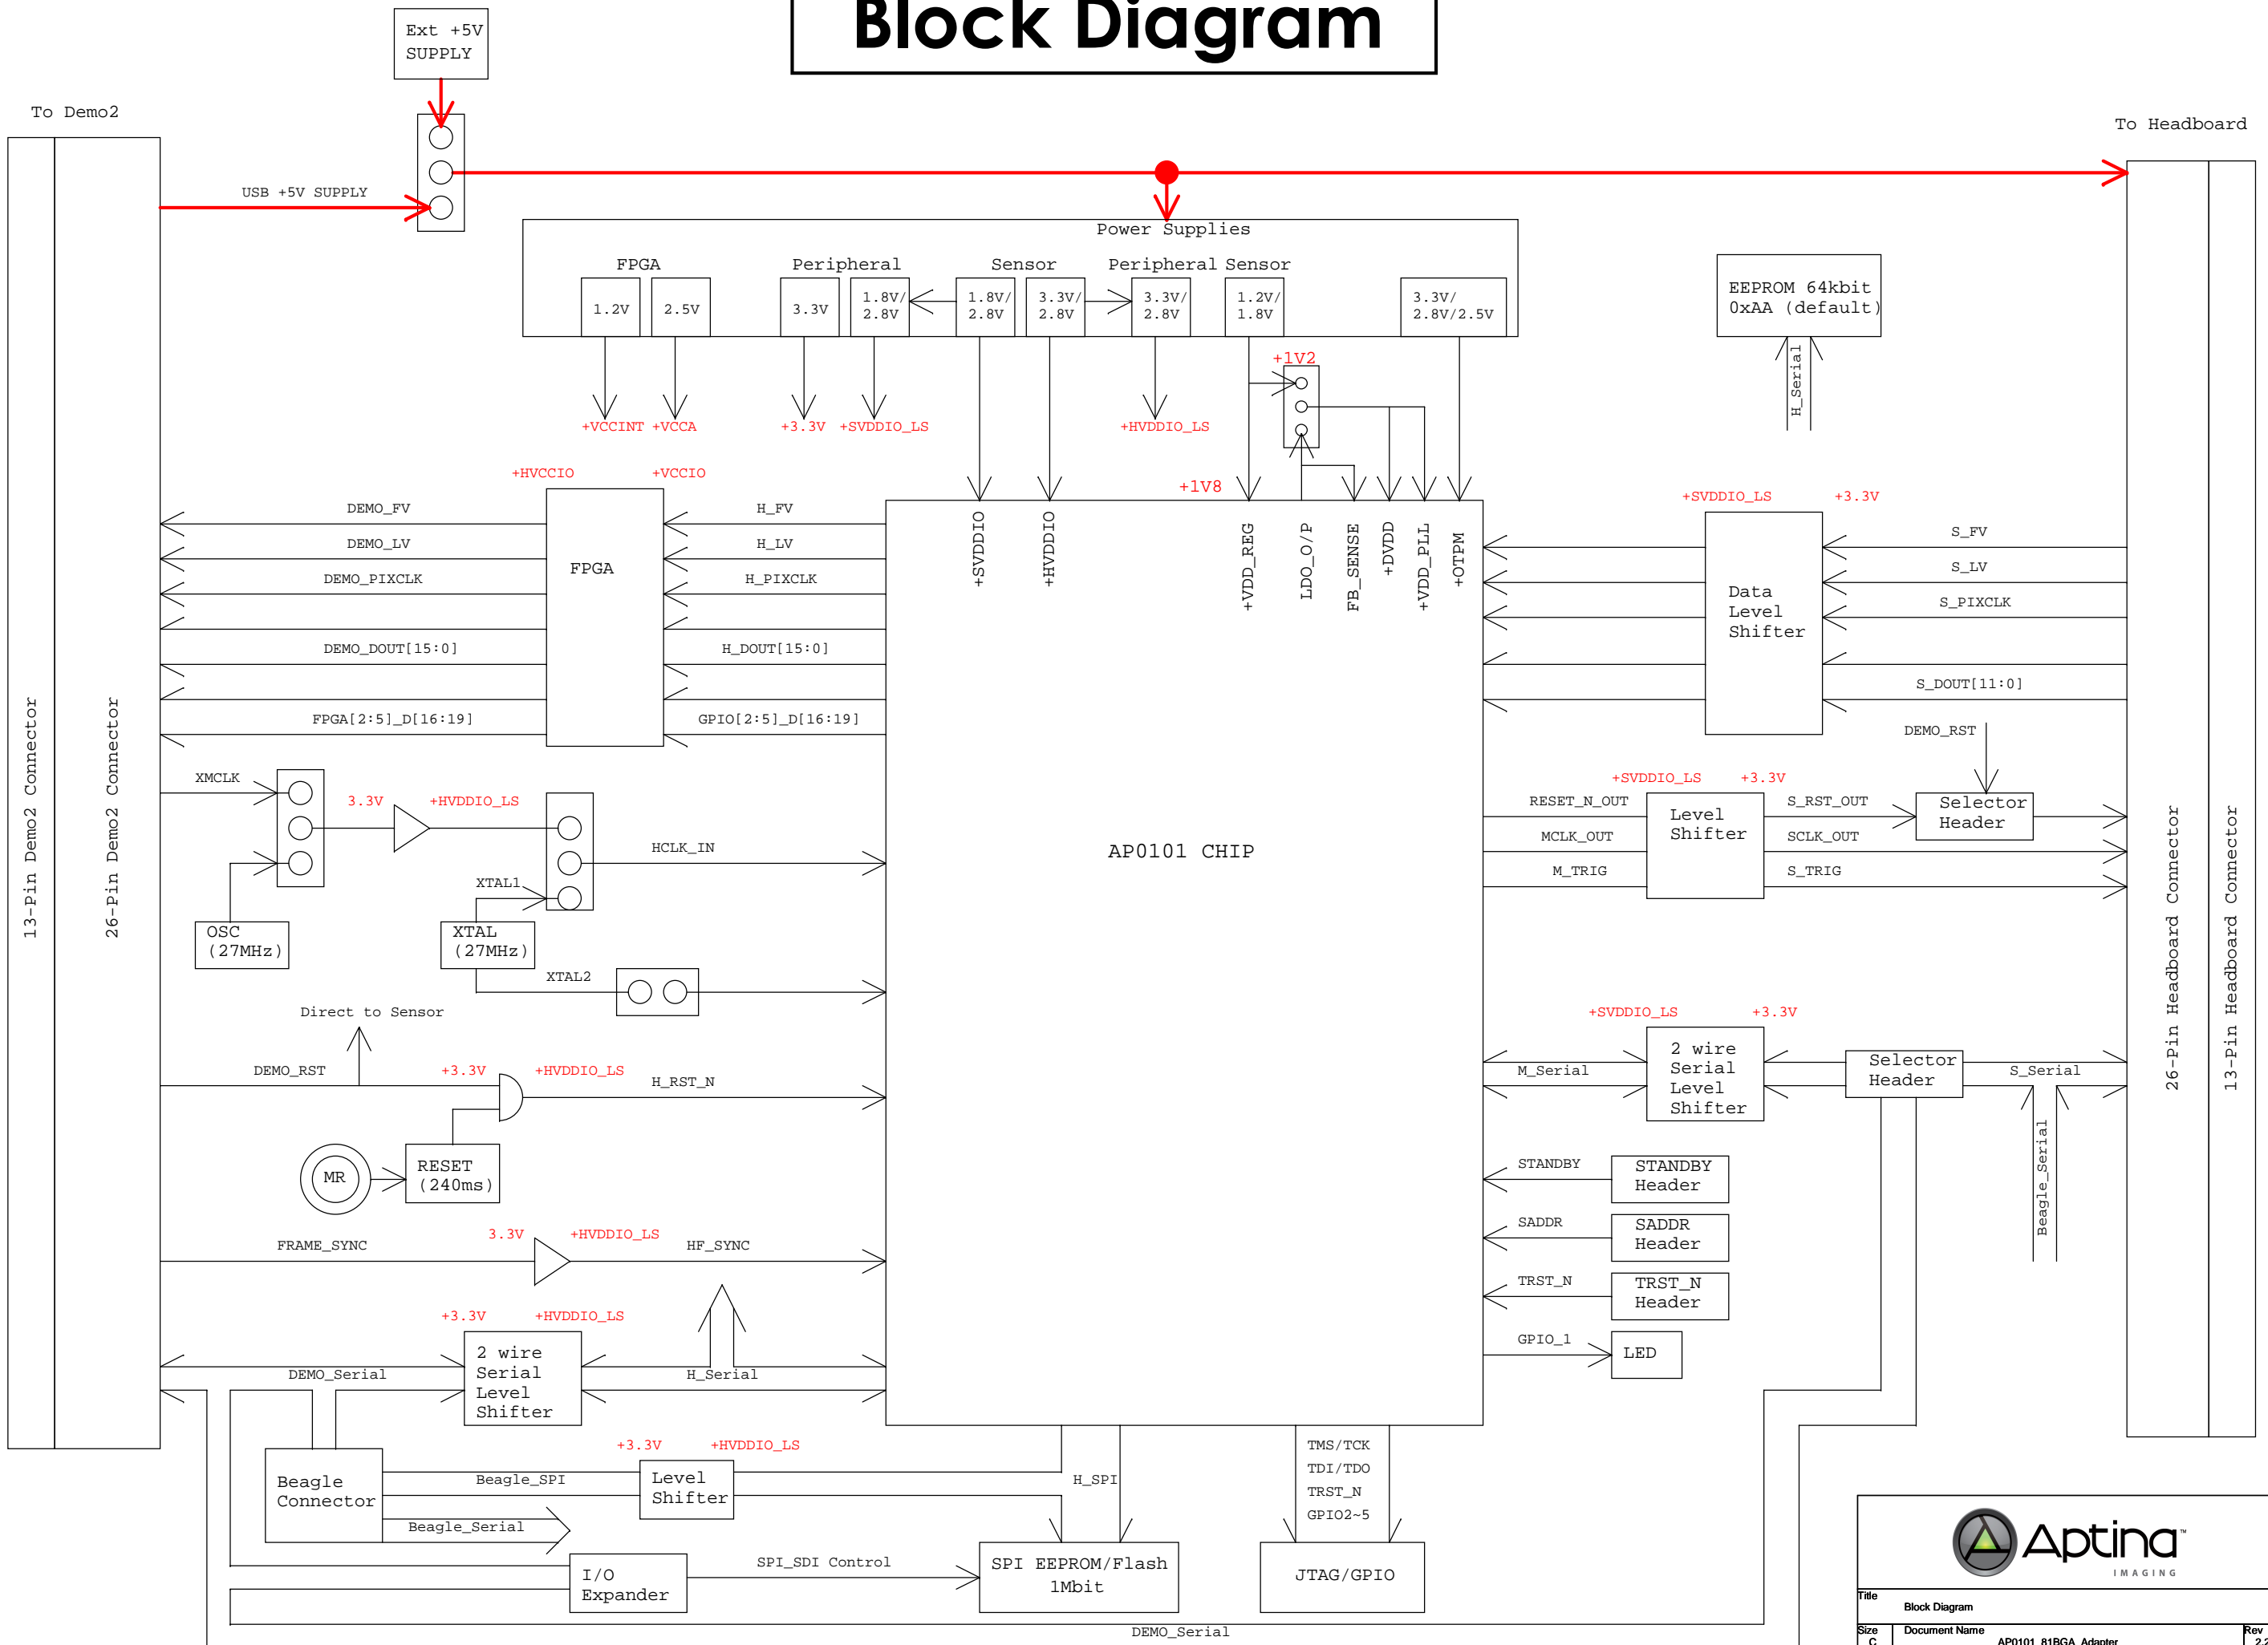 Block Diagram
Ext +5V
SUPPLY
To Demo2
To Headboard
USB +5V SUPPLY
Power Supplies
FPGA
Peripheral
Sensor
Peripheral
Sensor
1.2V
2.5V
3.3V
1.8V/
2.8V
1.8V/
2.8V
3.3V/
2.8V
3.3V/
2.8V
1.2V/
1.8V
3.3V/
2.8V/2.5V
EEPROM 64kbit
0xAA (default)
H_Serial
+1V2
+VCCINT
+VCCA
+3.3V
+SVDDIO_LS
+HVDDIO_LS
+HVCCIO
+VCCIO
+1V8
+SVDDIO_LS
+3.3V
DEMO_FV
DEMO_LV
DEMO_PIXCLK
DEMO_DOUT[15:0]
FPGA[2:5]_D[16:19]
FPGA
H_FV
H_LV
H_PIXCLK
H_DOUT[15:0]
GPIO[2:5]_D[16:19]
+SVDDIO
+HVDDIO
+VDD_REG
LDO_O/P
FB_SENSE
+DVDD
+VDD_PLL
+OTPM
Data
Level
Shifter
S_FV
S_LV
S_PIXCLK
S_DOUT[11:0]
DEMO_RST
13-Pin Demo2 Connector
26-Pin Demo2 Connector
XMCLK
3.3V
+HVDDIO_LS
HCLK_IN
XTAL1
OSC
(27MHz)
XTAL
(27MHz)
XTAL2
AP0101 CHIP
+SVDDIO_LS
+3.3V
RESET_N_OUT
MCLK_OUT
M_TRIG
Level
Shifter
S_RST_OUT
SCLK_OUT
S_TRIG
Selector
Header
26-Pin Headboard Connector
13-Pin Headboard Connector
Direct to Sensor
DEMO_RST
+3.3V
+HVDDIO_LS
H_RST_N
MR
RESET
(240ms)
+SVDDIO_LS
+3.3V
M_Serial
2 wire
Serial
Level
Shifter
Selector
Header
S_Serial
Beagle_Serial
STANDBY
STANDBY
Header
SADDR
SADDR
Header
TRST_N
TRST_N
Header
GPIO_1
LED
FRAME_SYNC
3.3V
+HVDDIO_LS
HF_SYNC
+3.3V
+HVDDIO_LS
DEMO_Serial
2 wire
Serial
Level
Shifter
H_Serial
Beagle
Connector
Beagle_SPI
Beagle_Serial
+3.3V
+HVDDIO_LS
Level
Shifter
H_SPI
TMS/TCK
TDI/TDO
TRST_N
GPIO2~5
I/O
Expander
SPI_SDI Control
SPI EEPROM/Flash
1Mbit
JTAG/GPIO
DEMO_Serial
Aptina™
IMAGING
Title
Block Diagram
Size
C
Document Name
AP0101_81BGA_Adapter
Rev